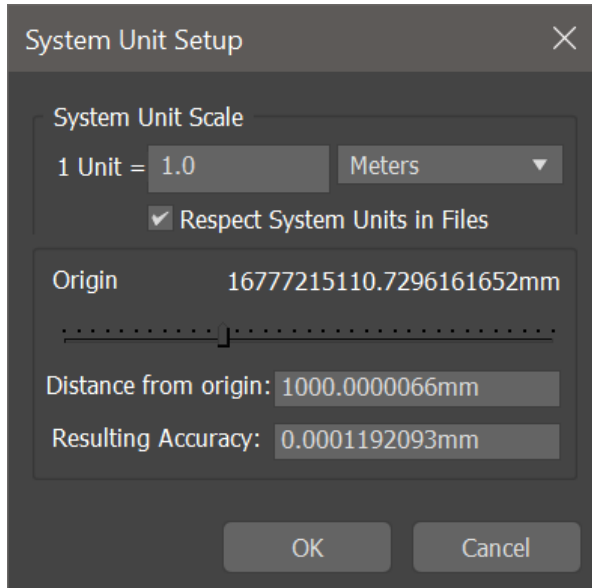 System Unit Setup
System Unit Scale
1 Unit = 1.0 Meters
Respect System Units in Files
Origin 16777215110.7296161652mm
Distance from origin: 1000.0000066mm
Resulting Accuracy: 0.0001192093mm
OK Cancel